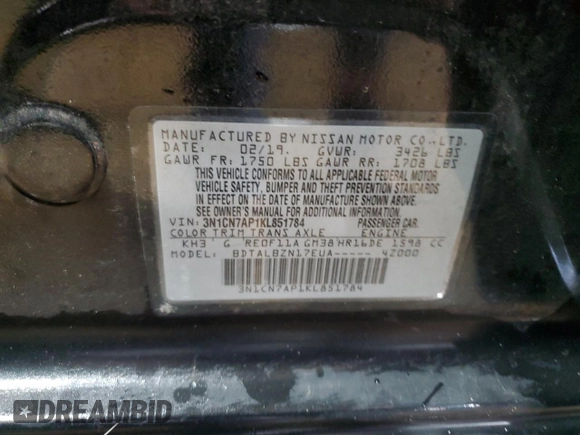 MANUFACTURED BY NISSAN MOTOR CO., LTD.
DATE: 02/19. GVWR: 3426 LBS
GAWR FR: 1750 LBS GAWR RR: 1708 LBS
THIS VEHICLE CONFORMS TO ALL APPLICABLE FEDERAL MOTOR
VEHICLE SAFETY, BUMPER AND THEFT PREVENTION STANDARDS
IN EFFECT ON THE DATE OF MANUFACTURE SHOWN ABOVE.
SEE OWNER'S MANUAL FOR ADDITIONAL INFORMATION
VIN: 3N1CN7AP1KL851784 PASSENGER CAR.
COLOR TRIM TRANS AXLE ENGINE
KH3 G RE0F11A GM38 HR16DE 1598 CC
MODEL: BDTALBZN17EUA----- 4Z000
3N1CN7AP1KL851784
DREAMBID